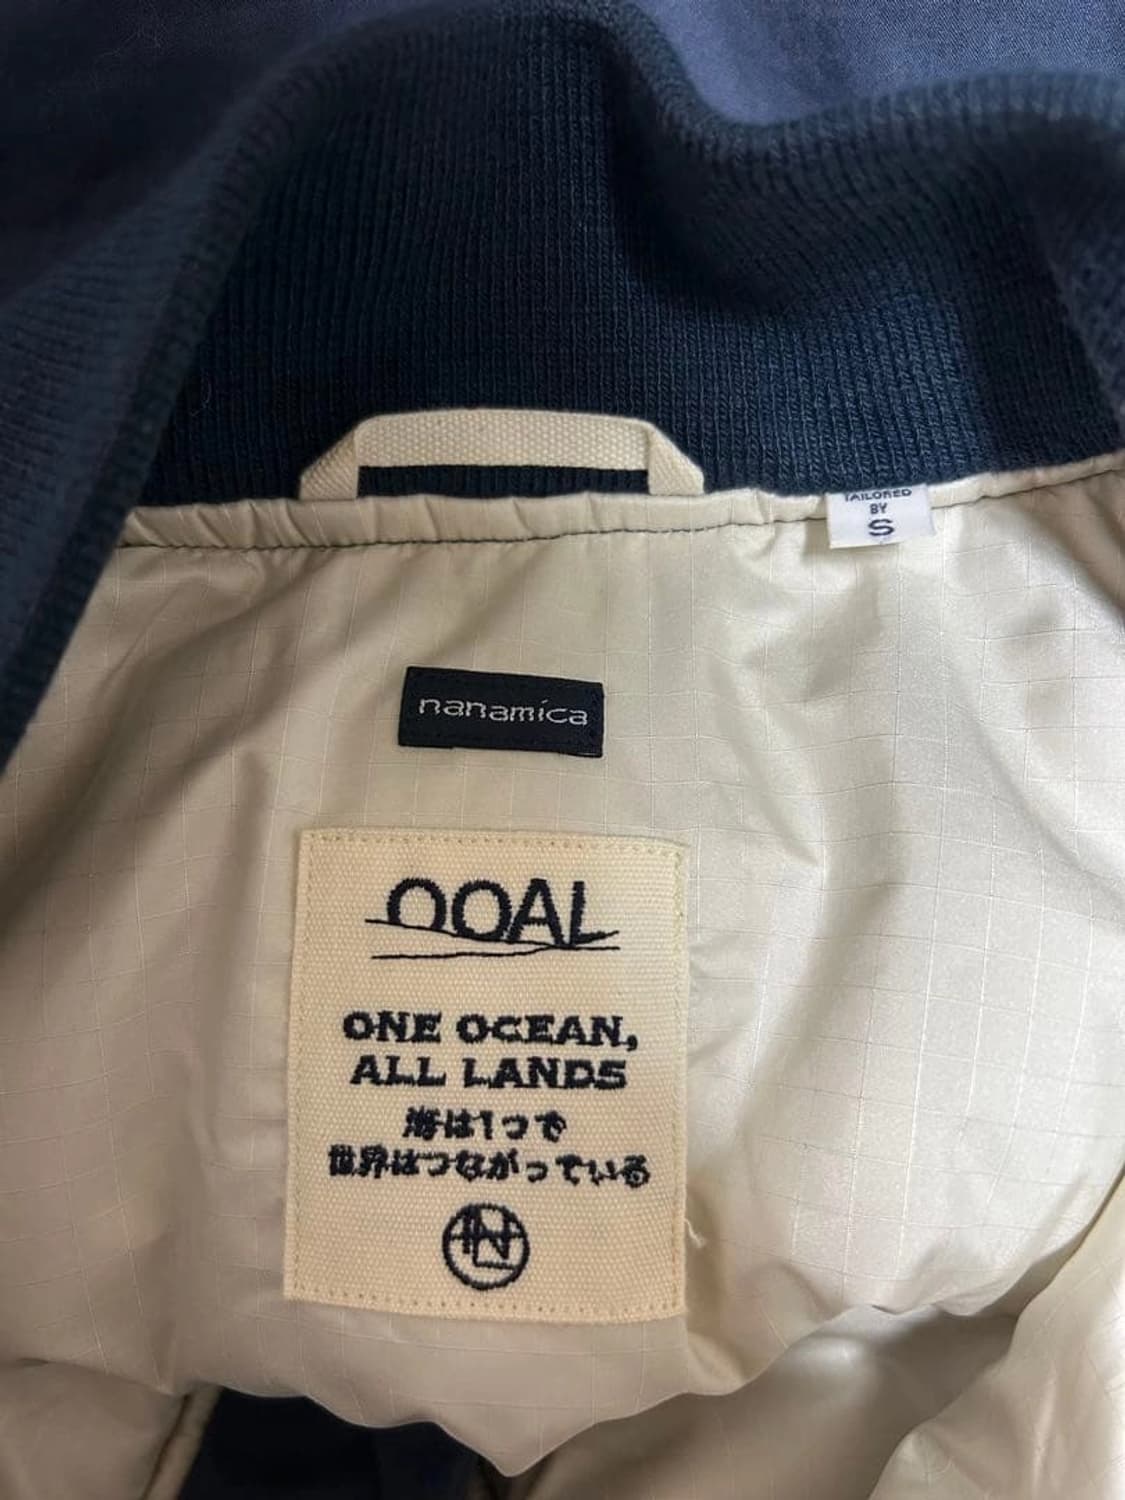 TAILORED
BY
S
nanamica
OOAL
ONE OCEAN,
ALL LANDS
海は1つで
世界はつながっている